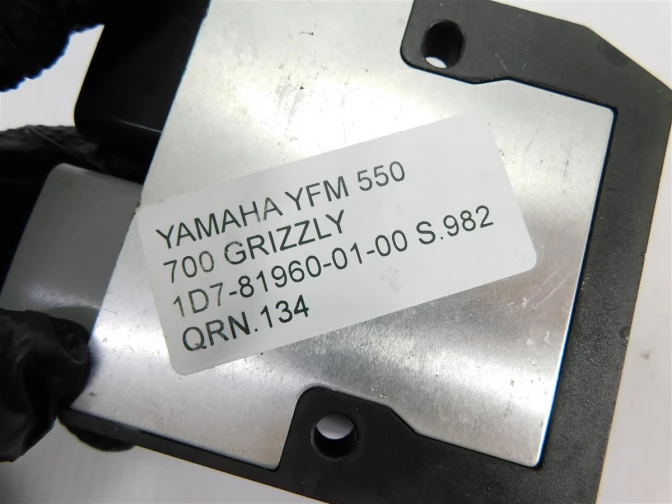 YAMAHA YFM 550
700 GRIZZLY
1D7-81960-01-00 S.982
QRN.134